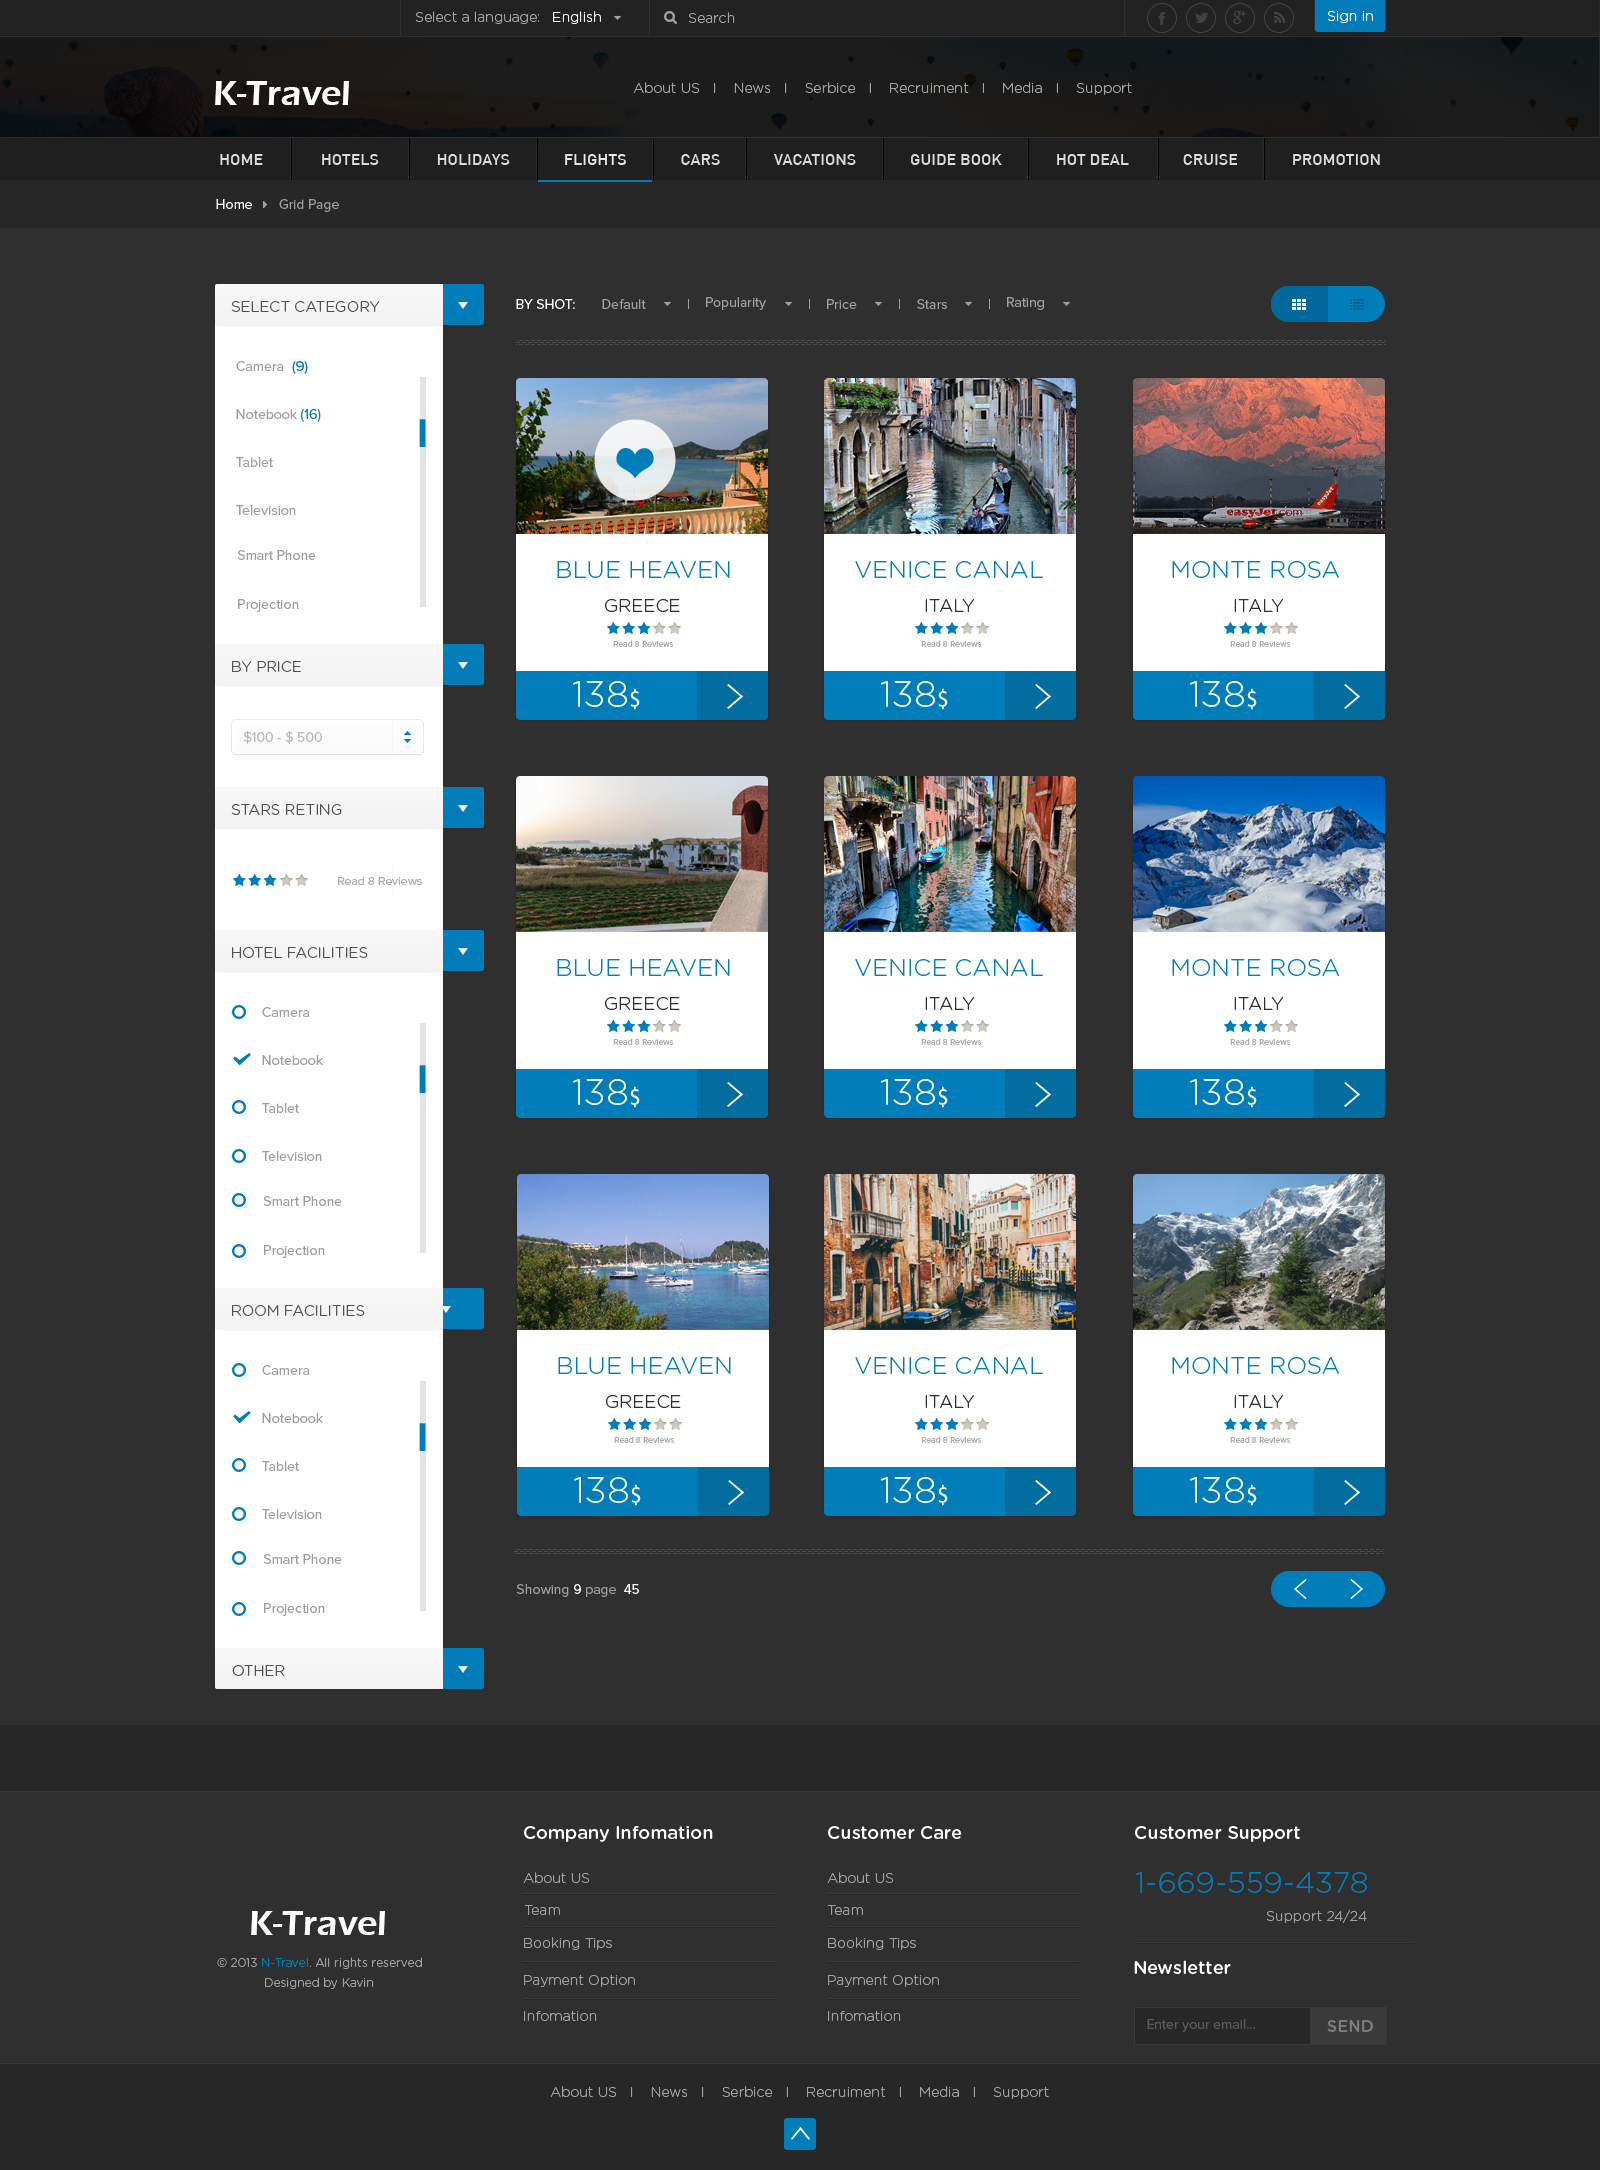 Select a language: English Search Sign in
K-Travel
About US | News | Serbice | Recruiment | Media | Support
HOME HOTELS HOLIDAYS FLIGHTS CARS VACATIONS GUIDE BOOK HOT DEAL CRUISE PROMOTION
Home Grid Page
SELECT CATEGORY
Camera (9)
Notebook (16)
Tablet
Television
Smart Phone
Projection
BY PRICE
$100 - $ 500
STARS RETING
Read 8 Reviews
HOTEL FACILITIES
Camera
Notebook
Tablet
Television
Smart Phone
Projection
ROOM FACILITIES
Camera
Notebook
Tablet
Television
Smart Phone
Projection
OTHER
BY SHOT: Default | Popularity | Price | Stars | Rating
easyJet
easyJet.com
BLUE HEAVEN
GREECE
Read 8 Reviews
138$
VENICE CANAL
ITALY
Read 8 Reviews
138$
MONTE ROSA
ITALY
Read 8 Reviews
138$
BLUE HEAVEN
GREECE
Read 8 Reviews
138$
VENICE CANAL
ITALY
Read 8 Reviews
138$
MONTE ROSA
ITALY
Read 8 Reviews
138$
BLUE HEAVEN
GREECE
Read 8 Reviews
138$
VENICE CANAL
ITALY
Read 8 Reviews
138$
MONTE ROSA
ITALY
Read 8 Reviews
138$
Showing 9 page 45
K-Travel
© 2013 N-Travel. All rights reserved
Designed by Kavin
Company Infomation
About US
Team
Booking Tips
Payment Option
Infomation
Customer Care
About US
Team
Booking Tips
Payment Option
Infomation
Customer Support
1-669-559-4378
Support 24/24
Newsletter
Enter your email... SEND
About US | News | Serbice | Recruiment | Media | Support